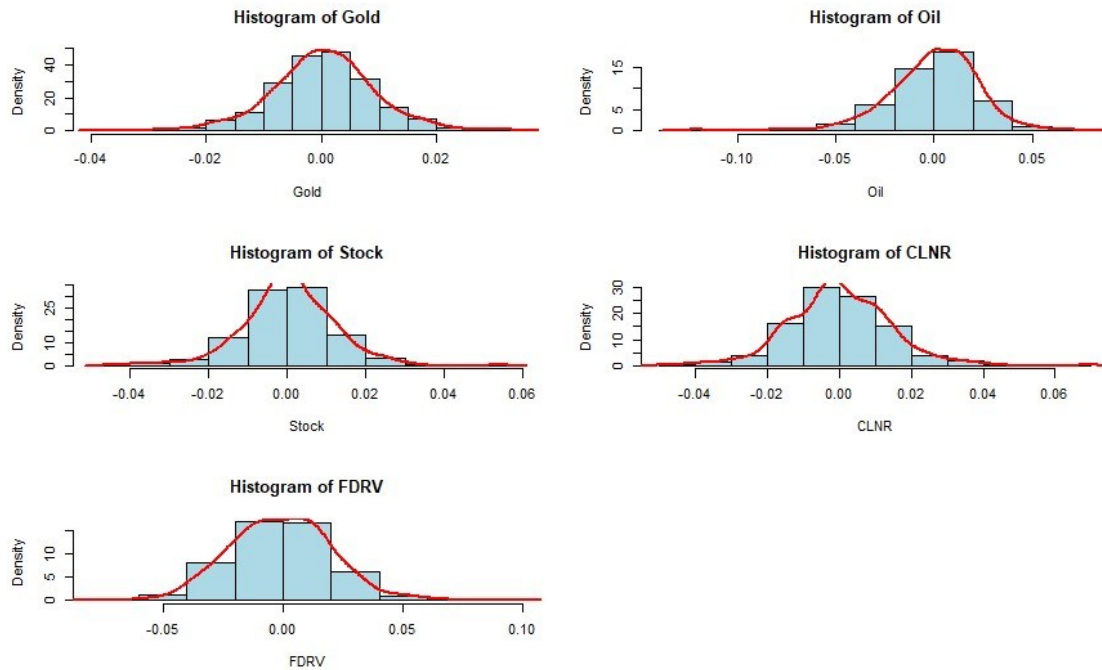 Histogram of Gold
Density
0 20 40
-0.04 -0.02 0.00 0.02
Gold
Histogram of Oil
Density
0 5 15
-0.10 -0.05 0.00 0.05
Oil
Histogram of Stock
Density
0 10 25
-0.04 -0.02 0.00 0.02 0.04 0.06
Stock
Histogram of CLNR
Density
0 10 20 30
-0.04 -0.02 0.00 0.02 0.04 0.06
CLNR
Histogram of FDRV
Density
0 5 10
-0.05 0.00 0.05 0.10
FDRV